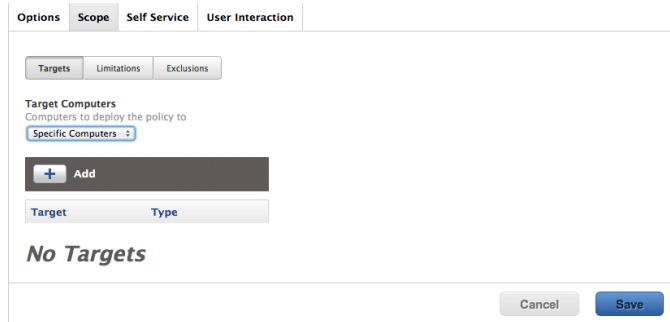 Options Scope Self Service User Interaction
Targets Limitations Exclusions
Target Computers
Computers to deploy the policy to
Specific Computers
Add
Target Type
No Targets
Cancel Save